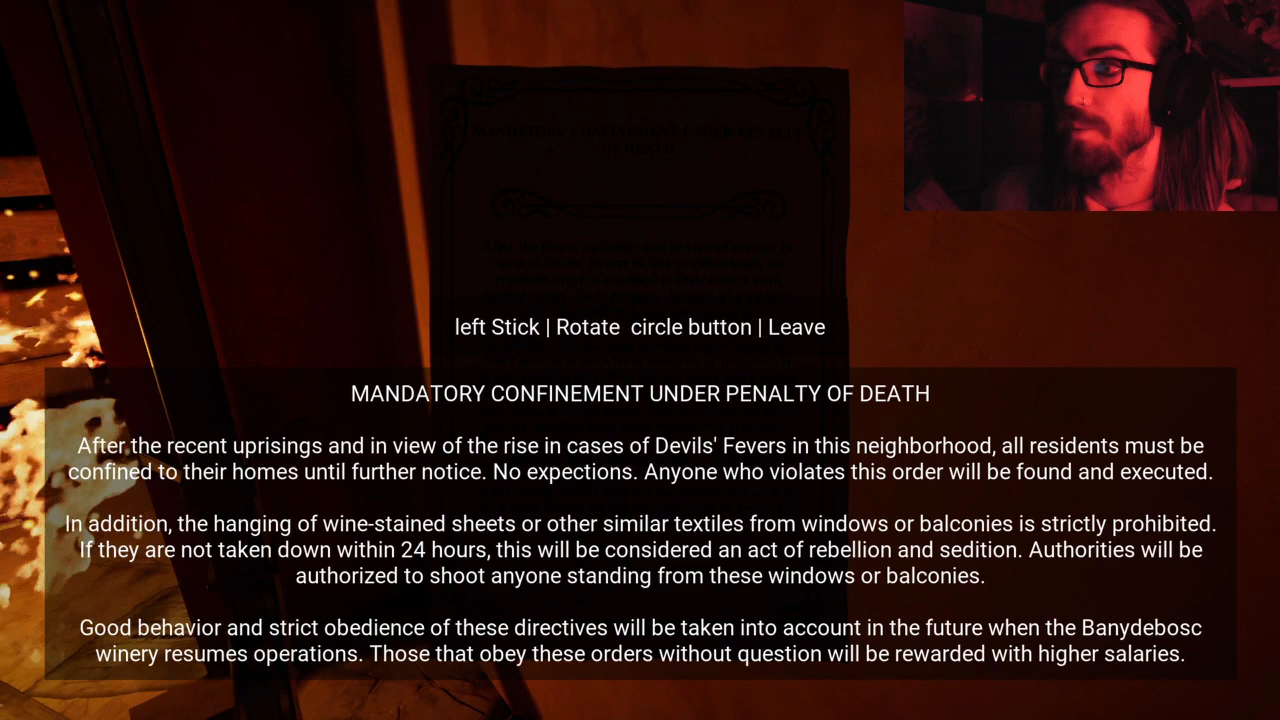 MANDATORY CONFINEMENT UNDER PENALTY
OF DEATH
left Stick | Rotate  circle button | Leave
MANDATORY CONFINEMENT UNDER PENALTY OF DEATH
After the recent uprisings and in view of the rise in cases of Devils' Fevers in this neighborhood, all residents must be
confined to their homes until further notice. No expections. Anyone who violates this order will be found and executed.
In addition, the hanging of wine-stained sheets or other similar textiles from windows or balconies is strictly prohibited.
If they are not taken down within 24 hours, this will be considered an act of rebellion and sedition. Authorities will be
authorized to shoot anyone standing from these windows or balconies.
Good behavior and strict obedience of these directives will be taken into account in the future when the Banydebosc
winery resumes operations. Those that obey these orders without question will be rewarded with higher salaries.